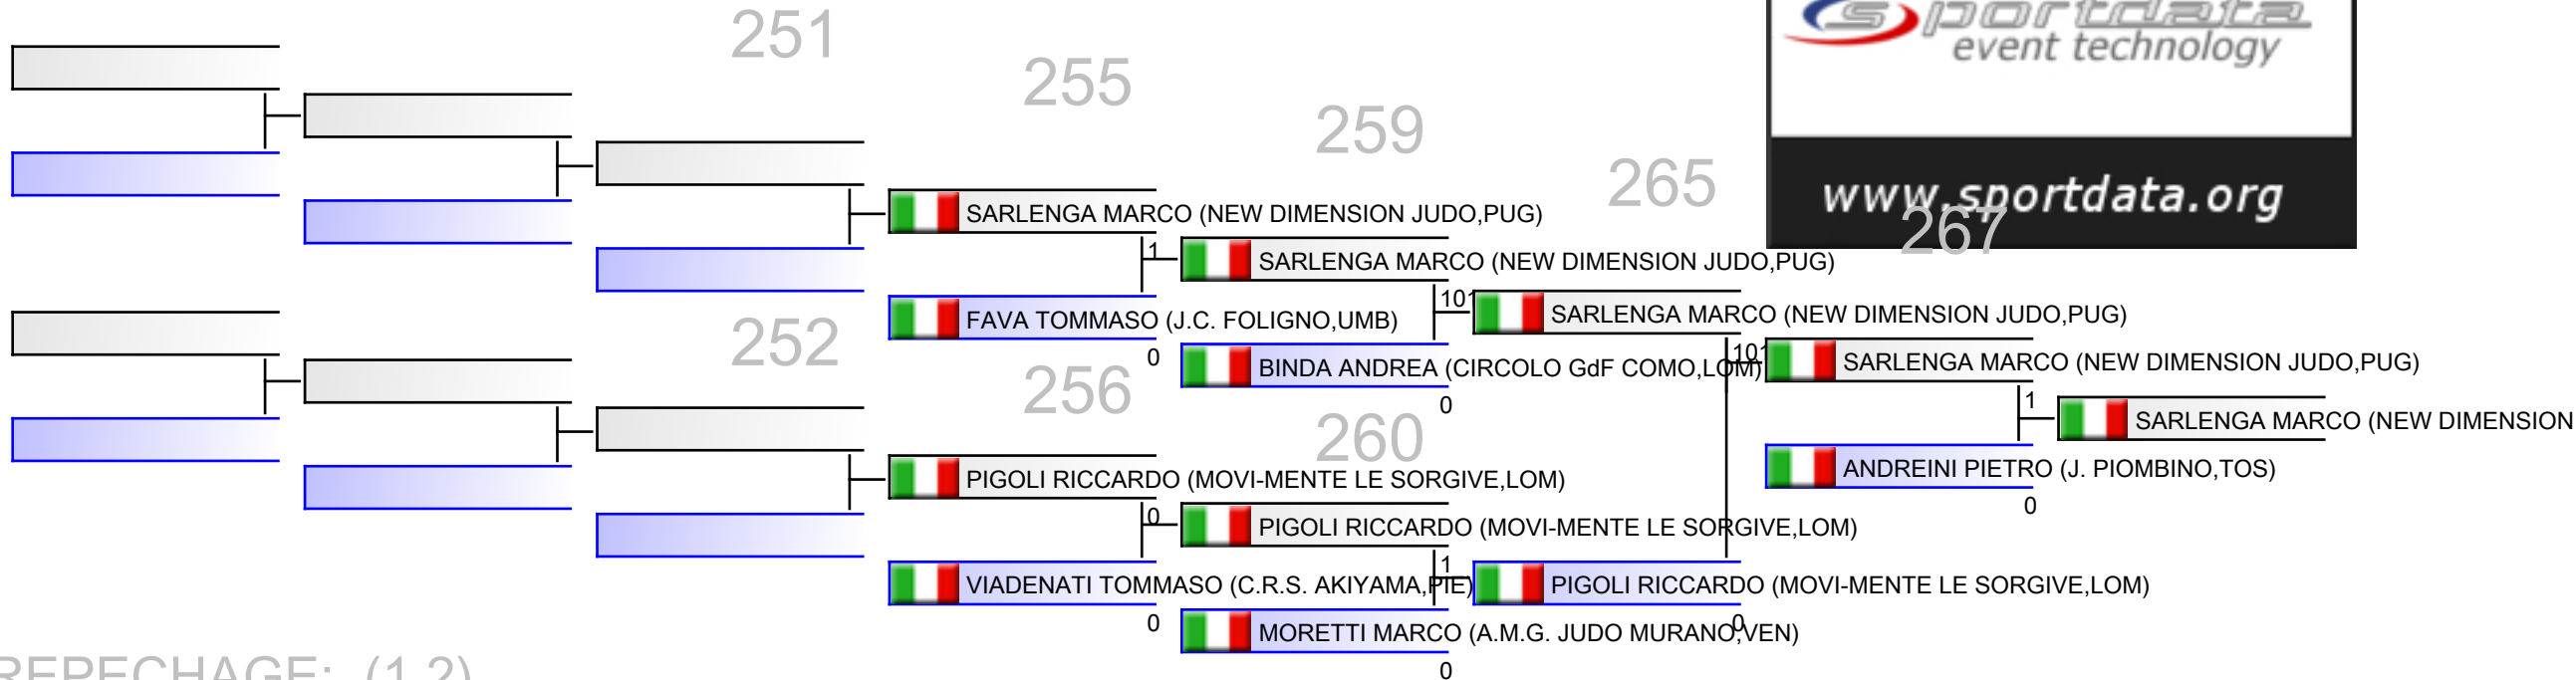 sportdata
event technology
www.sportdata.org
251
255
259
265
267
SARLENGA MARCO (NEW DIMENSION JUDO,PUG)
1
SARLENGA MARCO (NEW DIMENSION JUDO,PUG)
FAVA TOMMASO (J.C. FOLIGNO,UMB)
0
101
SARLENGA MARCO (NEW DIMENSION JUDO,PUG)
BINDA ANDREA (CIRCOLO GdF COMO,LOM)
0
101
SARLENGA MARCO (NEW DIMENSION JUDO,PUG)
1
SARLENGA MARCO (NEW DIMENSION
ANDREINI PIETRO (J. PIOMBINO,TOS)
0
252
256
260
PIGOLI RICCARDO (MOVI-MENTE LE SORGIVE,LOM)
0
PIGOLI RICCARDO (MOVI-MENTE LE SORGIVE,LOM)
VIADENATI TOMMASO (C.R.S. AKIYAMA,PIE)
0
1
PIGOLI RICCARDO (MOVI-MENTE LE SORGIVE,LOM)
0
MORETTI MARCO (A.M.G. JUDO MURANO,VEN)
0
REPECHAGE: (1,2)